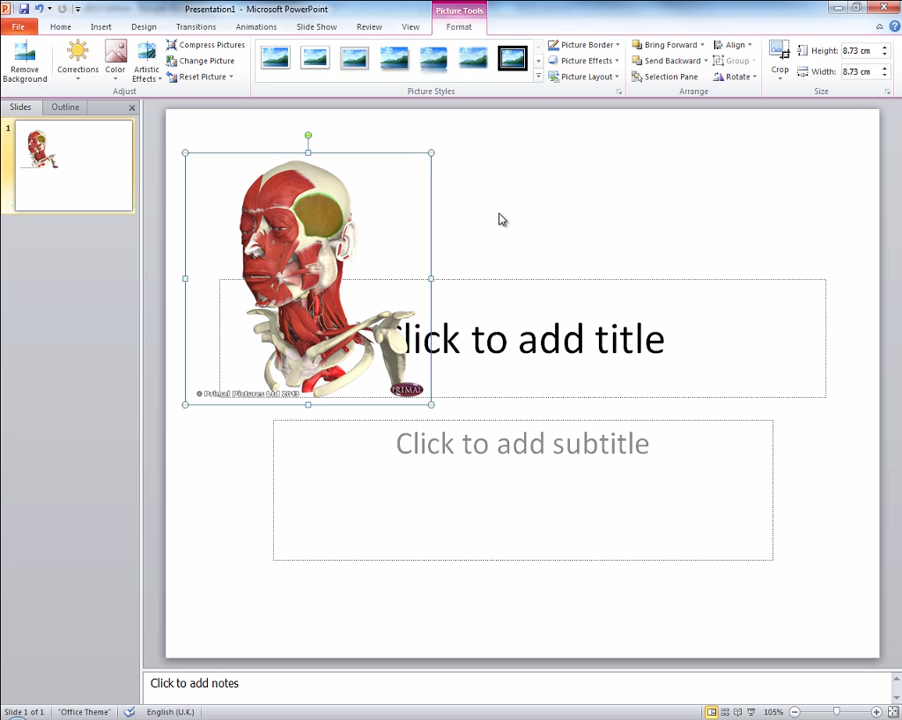 Presentation1 - Microsoft PowerPoint
Picture Tools
File
Home
Insert
Design
Transitions
Animations
Slide Show
Review
View
Format
Remove Background
Corrections
Color
Artistic Effects
Compress Pictures
Change Picture
Reset Picture
Adjust
Picture Styles
Picture Border
Picture Effects
Picture Layout
Bring Forward
Send Backward
Selection Pane
Align
Group
Rotate
Arrange
Crop
Height: 8.73 cm
Width: 8.73 cm
Size
Slides
Outline
1
lick to add title
© Primal Pictures Ltd 2013
PRIMAL
Click to add subtitle
Click to add notes
Slide 1 of 1
"Office Theme"
English (U.K.)
105%